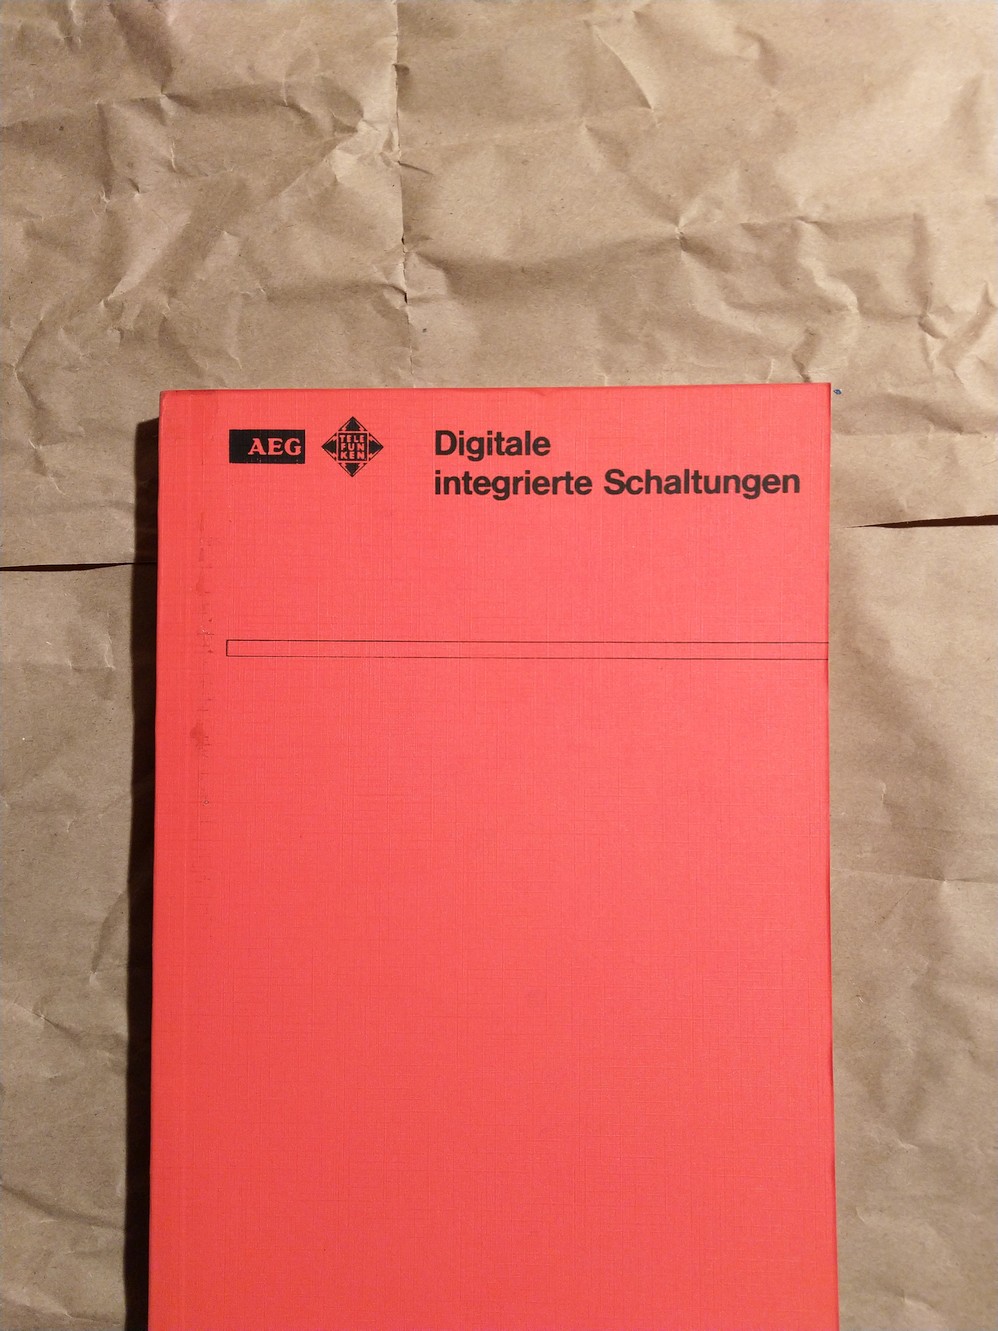 AEG
TELE
FUN
KEN
Digitale
integrierte Schaltungen